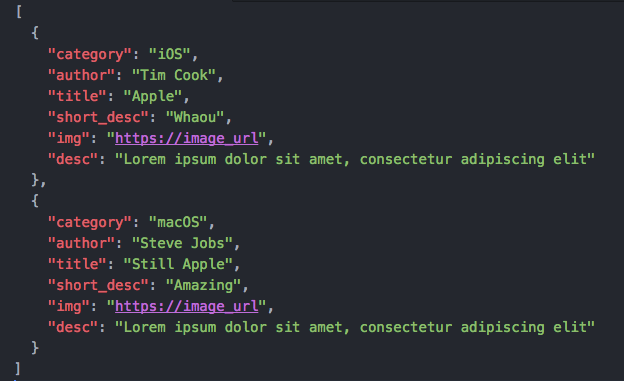 [
{
"category": "iOS",
"author": "Tim Cook",
"title": "Apple",
"short_desc": "Whaou",
"img": "https://image_url",
"desc": "Lorem ipsum dolor sit amet, consectetur adipiscing elit"
},
{
"category": "macOS",
"author": "Steve Jobs",
"title": "Still Apple",
"short_desc": "Amazing",
"img": "https://image_url",
"desc": "Lorem ipsum dolor sit amet, consectetur adipiscing elit"
}
]